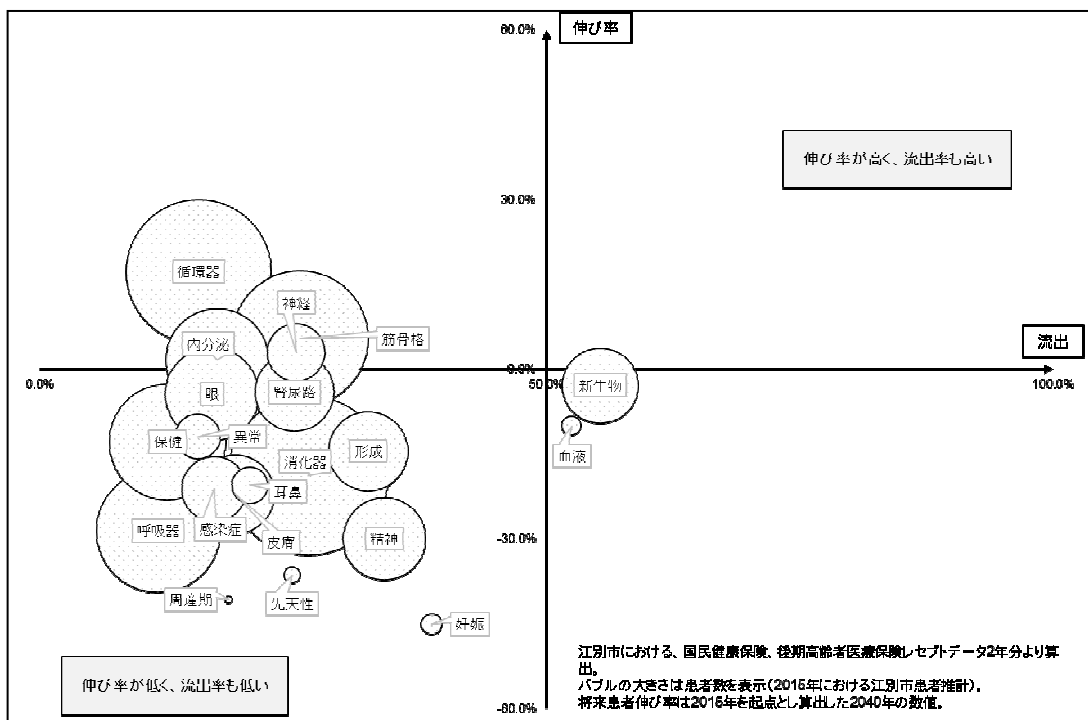 60.0%
伸び率
伸び率が高く、流出率も高い
30.0%
循環器
神経
筋骨格
内分泌
流出
0.0%
0.0%
50.0%
100.0%
新生物
眼
腎尿路
血液
保健
異常
形成
消化器
耳鼻
呼吸器
感染症
皮膚
精神
-30.0%
周産期
先天性
妊娠
伸び率が低く、流出率も低い
江別市における、国民健康保険、後期高齢者医療保険レセプトデータ2年分より算
出。
バブルの大きさは患者数を表示(2015年における江別市患者推計)。
将来患者伸び率は2015年を起点とし算出した2040年の数値。
-60.0%